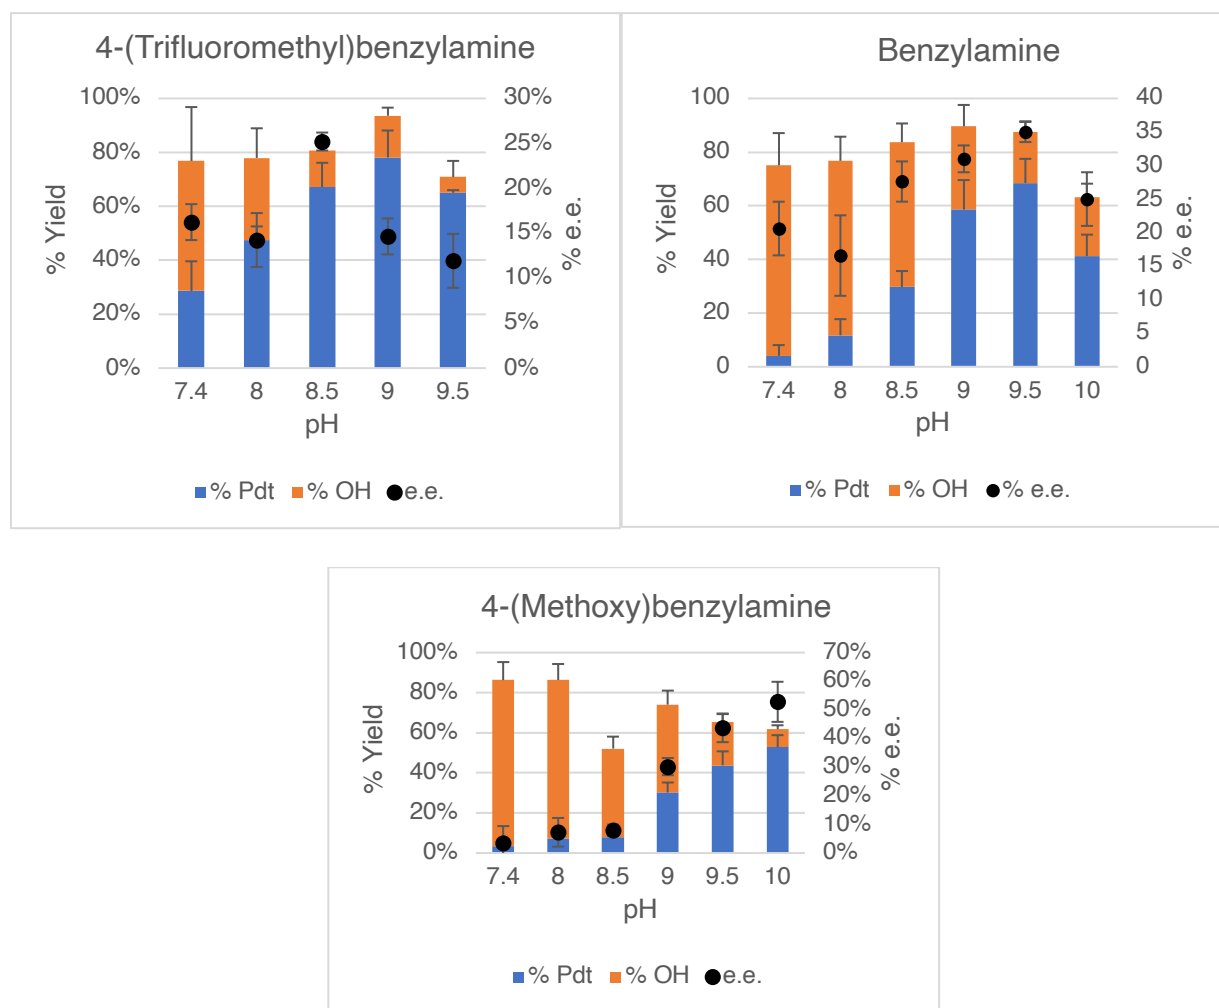 4-(Trifluoromethyl)benzylamine
100%
80%
60%
40%
20%
0%
% Yield
30%
25%
20%
15%
10%
5%
0%
% e.e.
7.4 8 8.5 9 9.5
pH
% Pdt % OH e.e.
Benzylamine
100
80
60
40
20
0
% Yield
40
35
30
25
20
15
10
5
0
% e.e.
7.4 8 8.5 9 9.5 10
pH
% Pdt % OH % e.e.
4-(Methoxy)benzylamine
100%
80%
60%
40%
20%
0%
% Yield
70%
60%
50%
40%
30%
20%
10%
0%
% e.e.
7.4 8 8.5 9 9.5 10
pH
% Pdt % OH e.e.